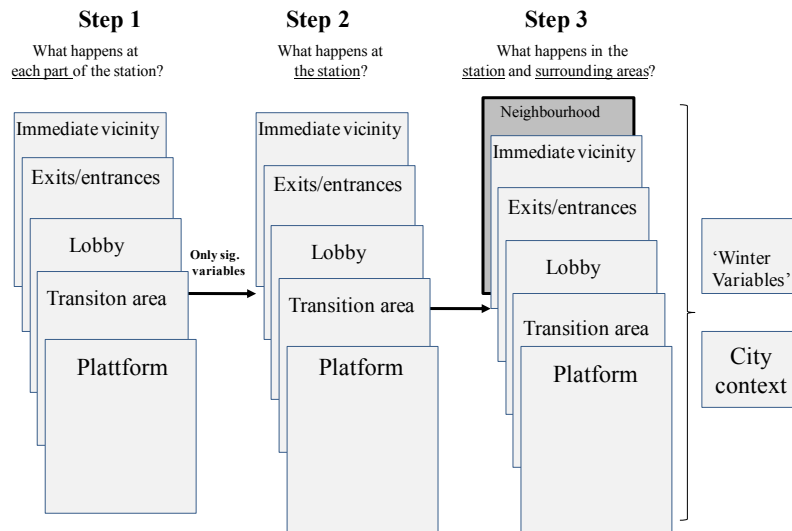 Step 1
What happens at
each part of the station?
Immediate vicinity
Exits/entrances
Lobby
Transiton area
Plattform
Only sig.
variables
Step 2
What happens at
the station?
Immediate vicinity
Exits/entrances
Lobby
Transition area
Platform
Step 3
What happens in the
station and surrounding areas?
Neighbourhood
Immediate vicinity
Exits/entrances
Lobby
Transition area
Platform
‘Winter
Variables’
City
context